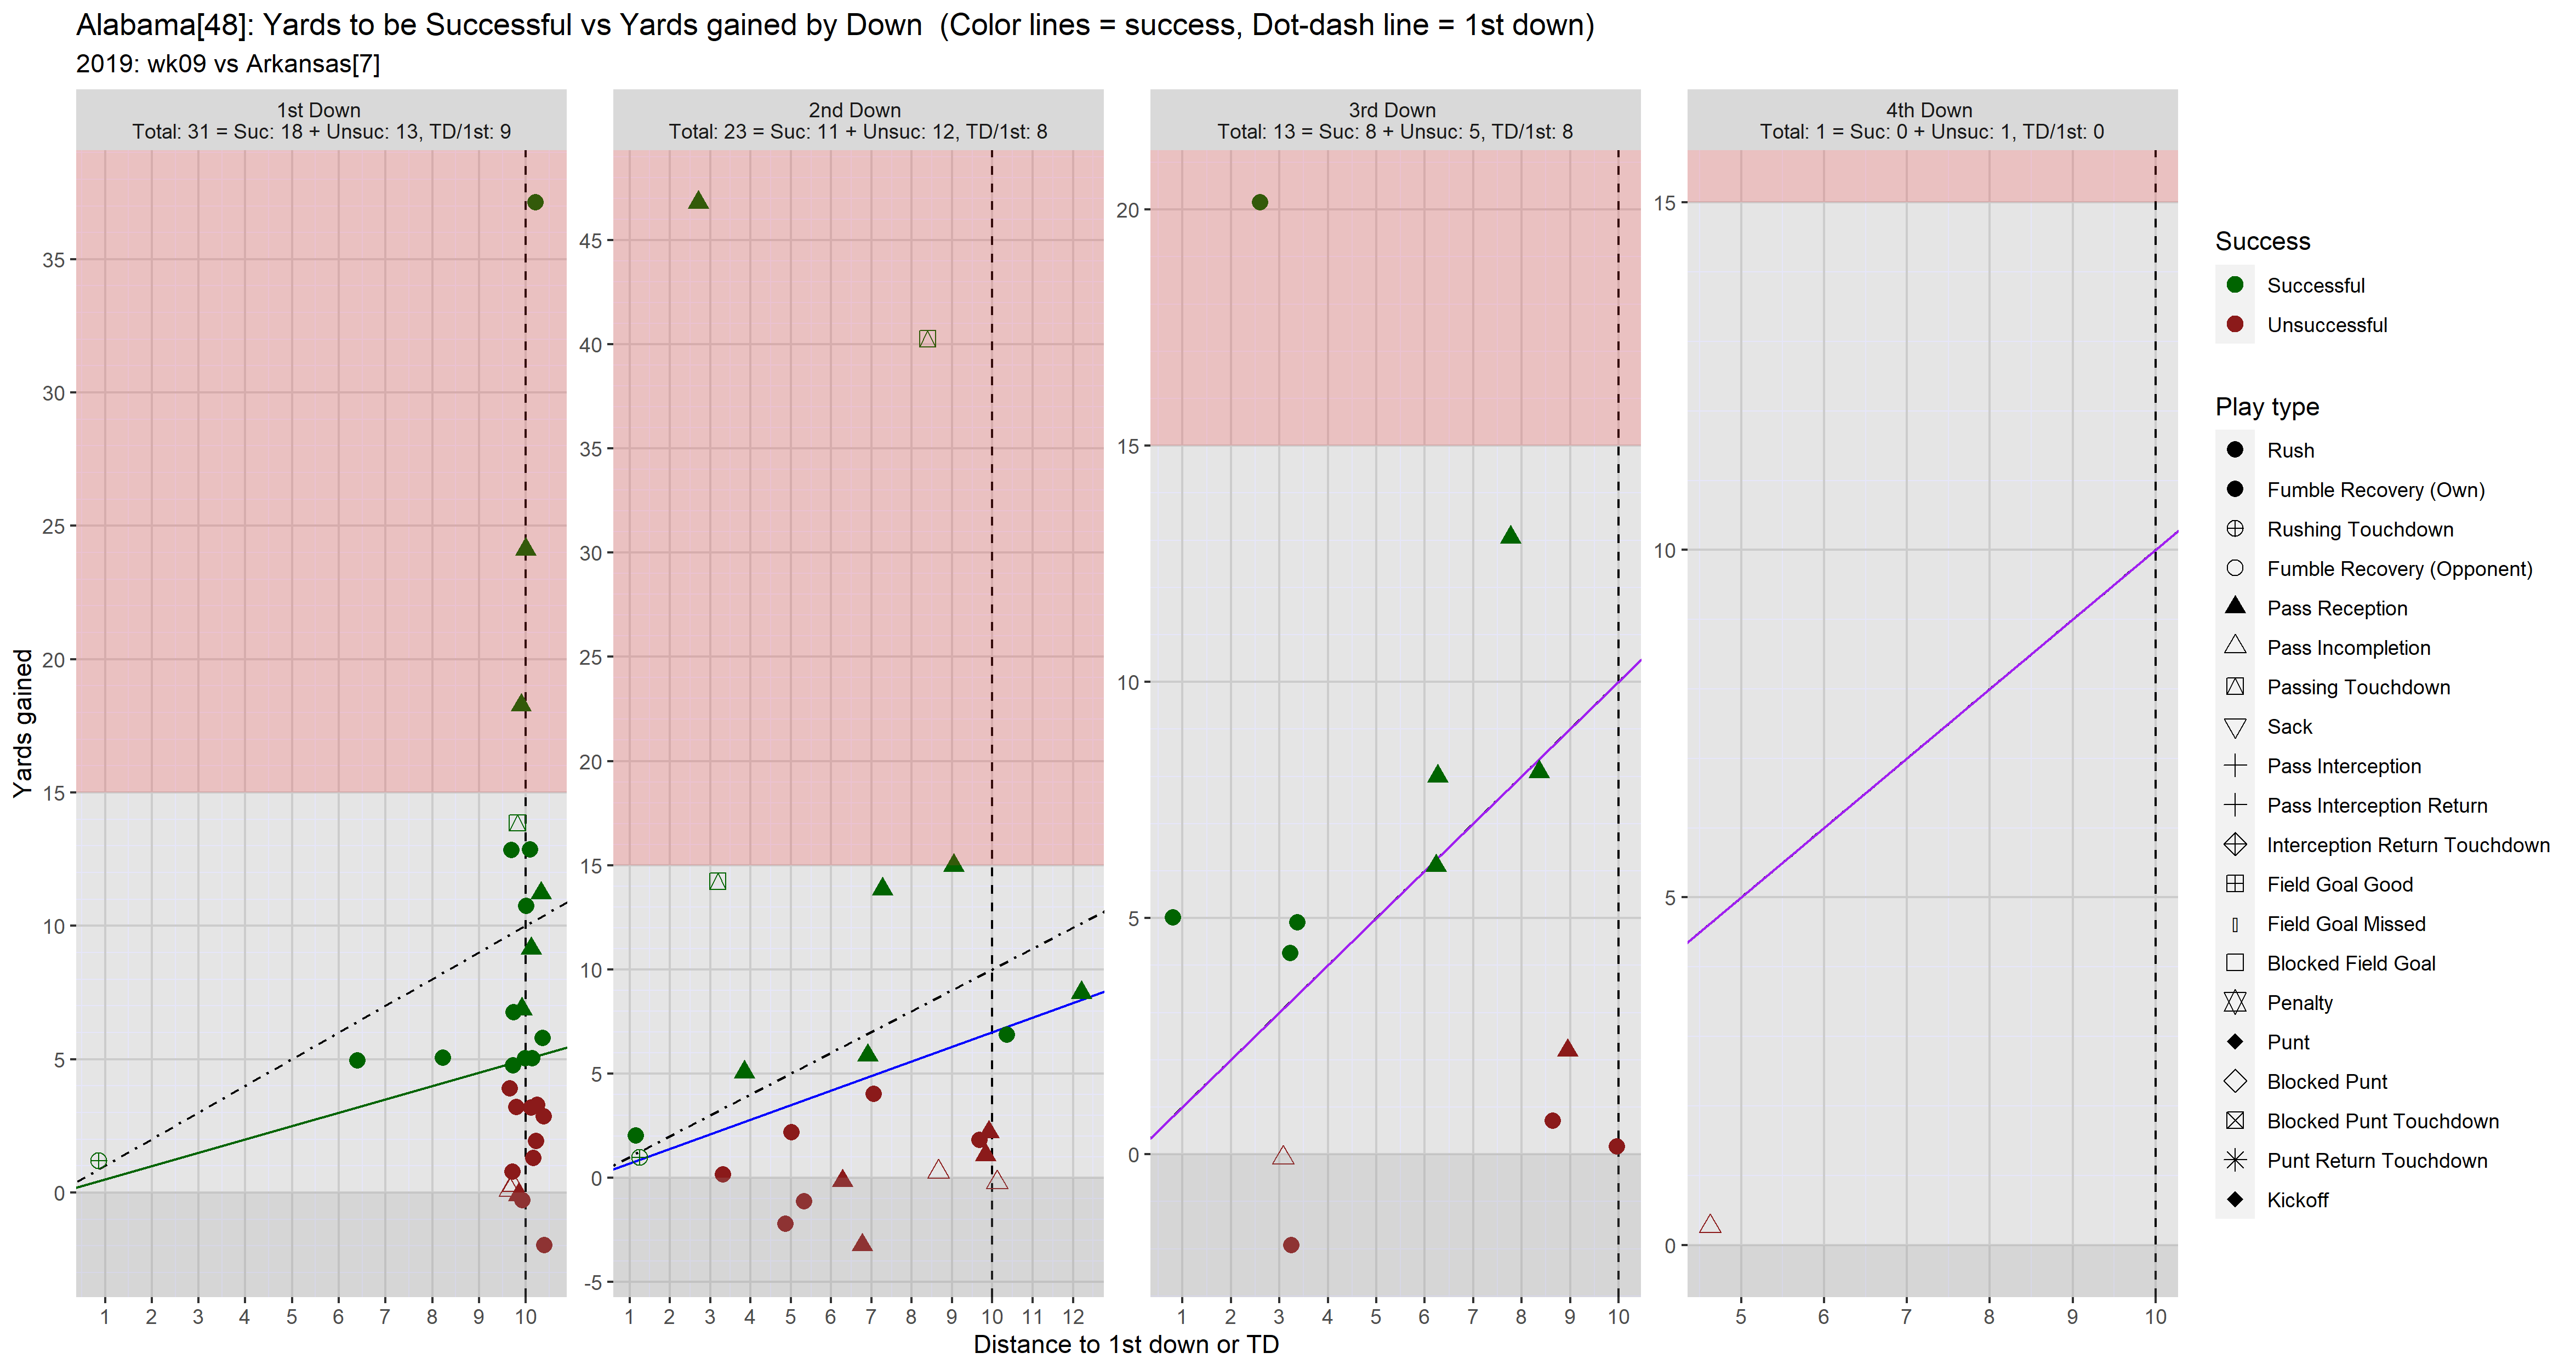 Alabama[48]: Yards to be Successful vs Yards gained by Down  (Color lines = success, Dot-dash line = 1st down)
2019: wk09 vs Arkansas[7]
1st Down
Total: 31 = Suc: 18 + Unsuc: 13, TD/1st: 9
2nd Down
Total: 23 = Suc: 11 + Unsuc: 12, TD/1st: 8
3rd Down
Total: 13 = Suc: 8 + Unsuc: 5, TD/1st: 8
4th Down
Total: 1 = Suc: 0 + Unsuc: 1, TD/1st: 0
Yards gained
35
30
25
20
15
10
5
0
1 2 3 4 5 6 7 8 9 10
45
40
35
30
25
20
15
10
5
0
-5
1 2 3 4 5 6 7 8 9 10 11 12
20
15
10
5
0
1 2 3 4 5 6 7 8 9 10
15
10
5
0
5 6 7 8 9 10
Distance to 1st down or TD
Success
Successful
Unsuccessful
Play type
Rush
Fumble Recovery (Own)
Rushing Touchdown
Fumble Recovery (Opponent)
Pass Reception
Pass Incompletion
Passing Touchdown
Sack
Pass Interception
Pass Interception Return
Interception Return Touchdown
Field Goal Good
Field Goal Missed
Blocked Field Goal
Penalty
Punt
Blocked Punt
Blocked Punt Touchdown
Punt Return Touchdown
Kickoff